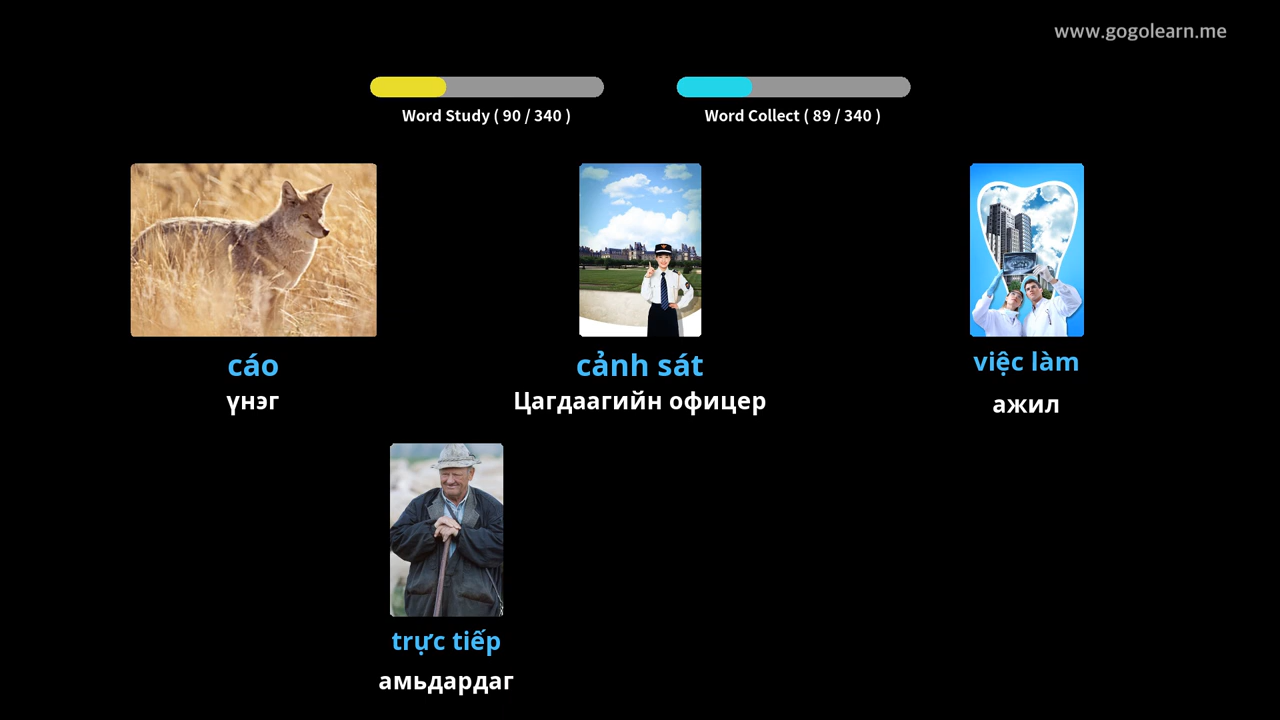 www.gogolearn.me
Word Study ( 90 / 340 )
Word Collect ( 89 / 340 )
cáo
үнэг
cảnh sát
Цагдаагийн офицер
việc làm
ажил
trực tiếp
амьдардаг